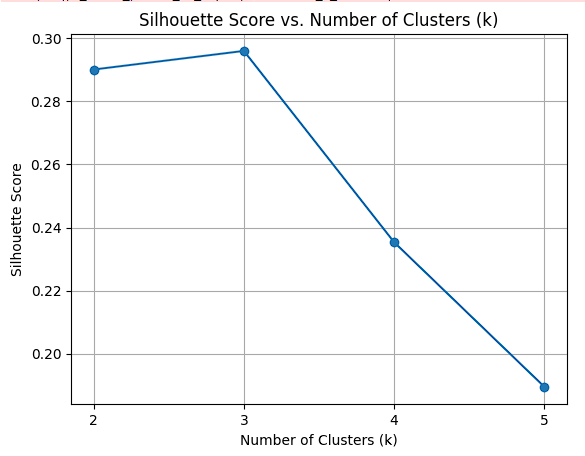 Silhouette Score vs. Number of Clusters (k)
0.30
0.28
0.26
0.24
0.22
0.20
Silhouette Score
2 3 4 5
Number of Clusters (k)